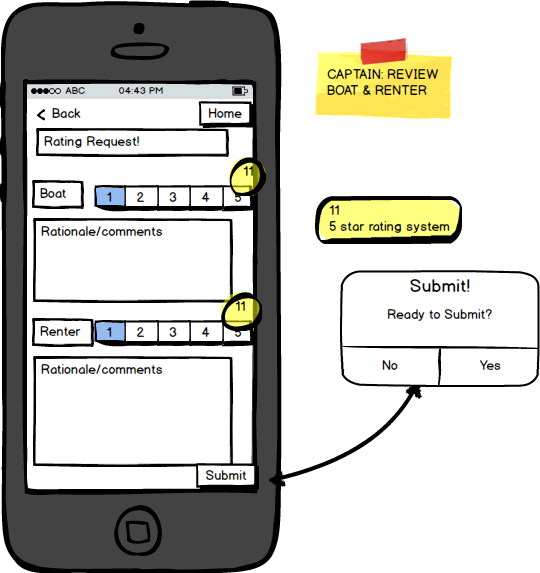 ABC 04:43 PM
Back Home
Rating Request!
11
Boat 1 2 3 4 5
Rationale/comments
11
Renter 1 2 3 4 5
Rationale/comments
Submit
CAPTAIN: REVIEW
BOAT & RENTER
11
5 star rating system
Submit!
Ready to Submit?
No Yes